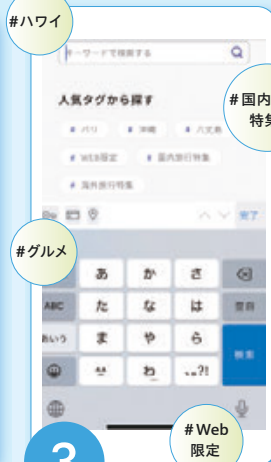 #ハワイ
キーワードで検索する
人気タグから探す
#国内
特集
# バリ # 沖縄 # 八丈島
# WEB限定 # 国内旅行特集
# 海外旅行特集
完了
#グルメ
あ か さ
ABC た な は 空白
あいう ま や ら
検索
^^ わ 、。?!
#Web
限定
3